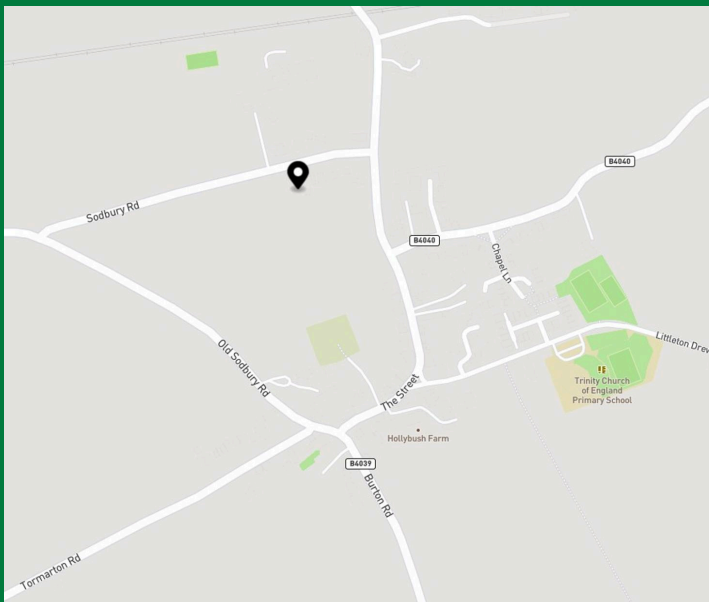 B4040
Sodbury Rd
B4040
Chapel Ln
Littleton Drew
Old Sodbury Rd
Trinity Church
of England
Primary School
The Street
Hollybush Farm
B4039
Burton Rd
Tormarton Rd